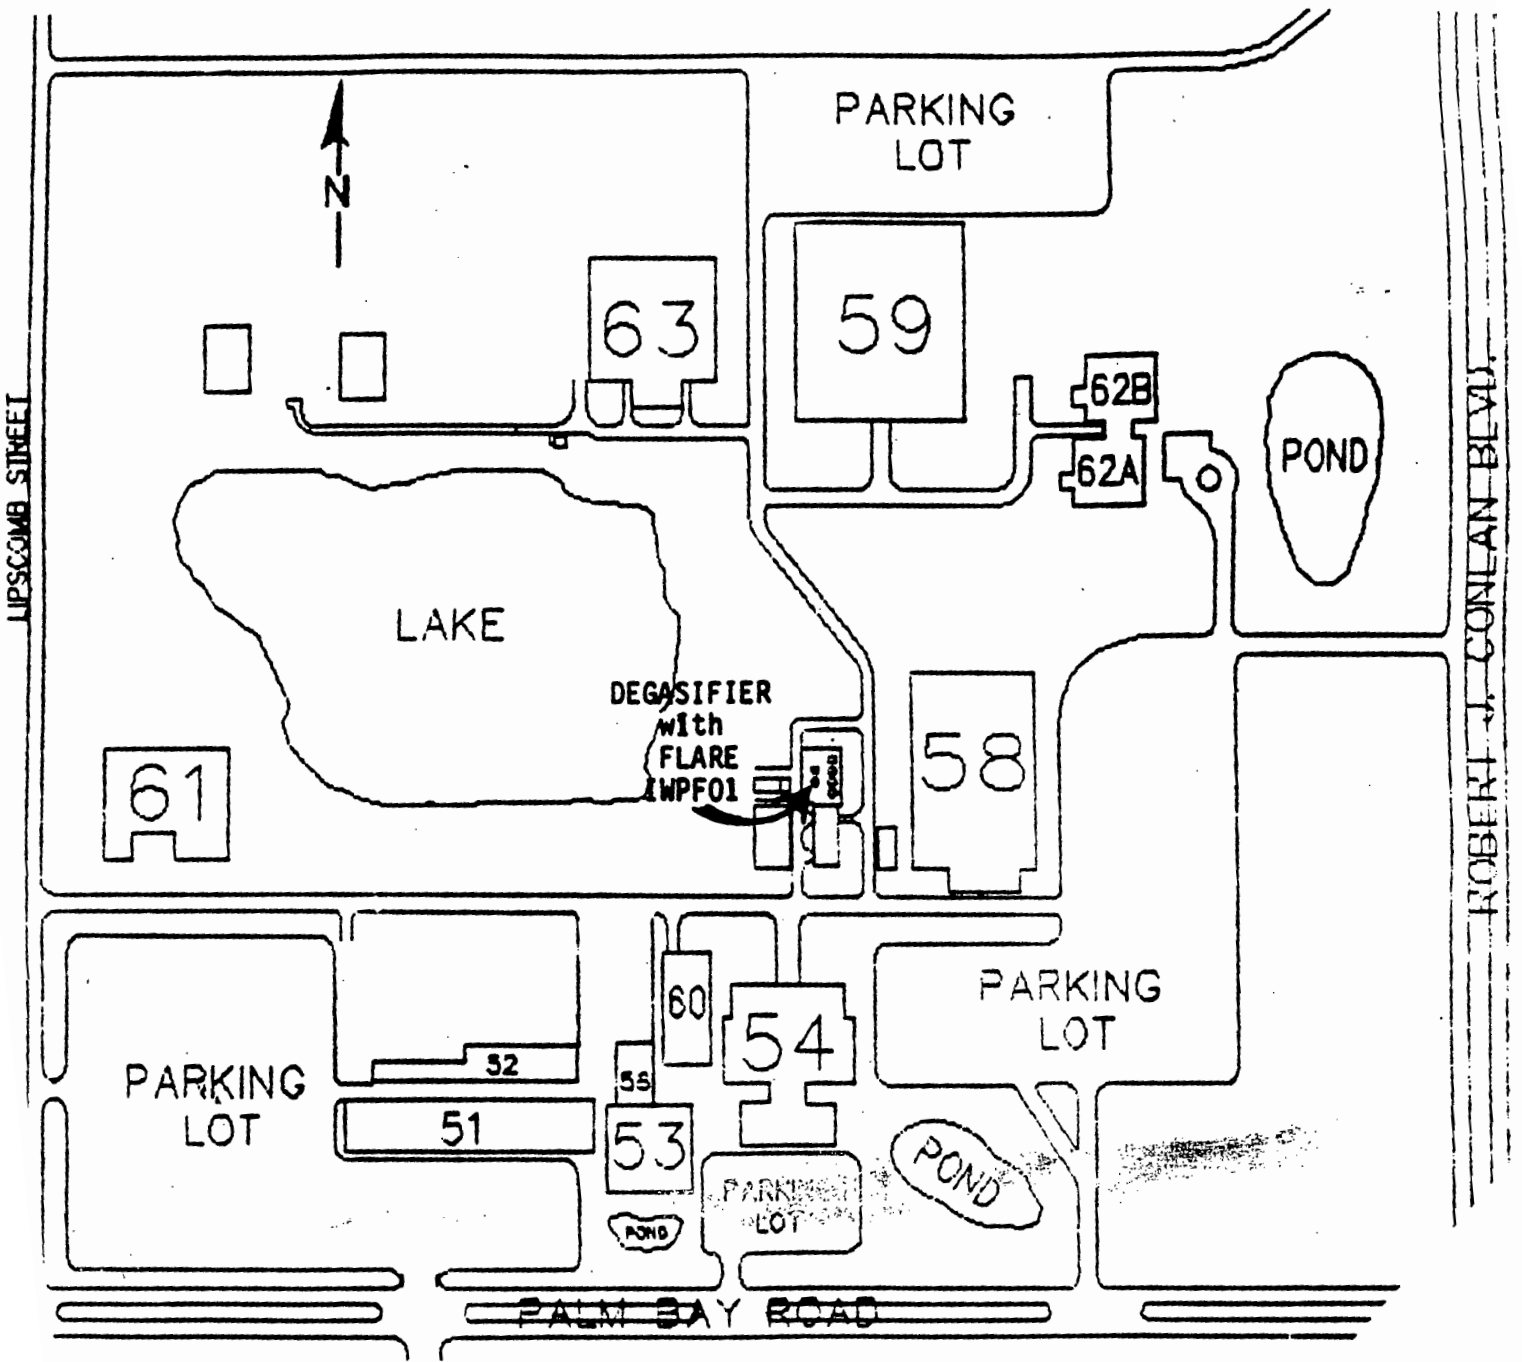 PARKING
LOT
N
63
59
62B
62A
POND
LIPSCOMB STREET
ROBERT J. CONLAN BLVD.
LAKE
DEGASIFIER
with
FLARE
IWPF01
58
61
60
54
PARKING
LOT
PARKING
LOT
52
55
51
53
POND
PARKING
LOT
POND
PALM BAY ROAD